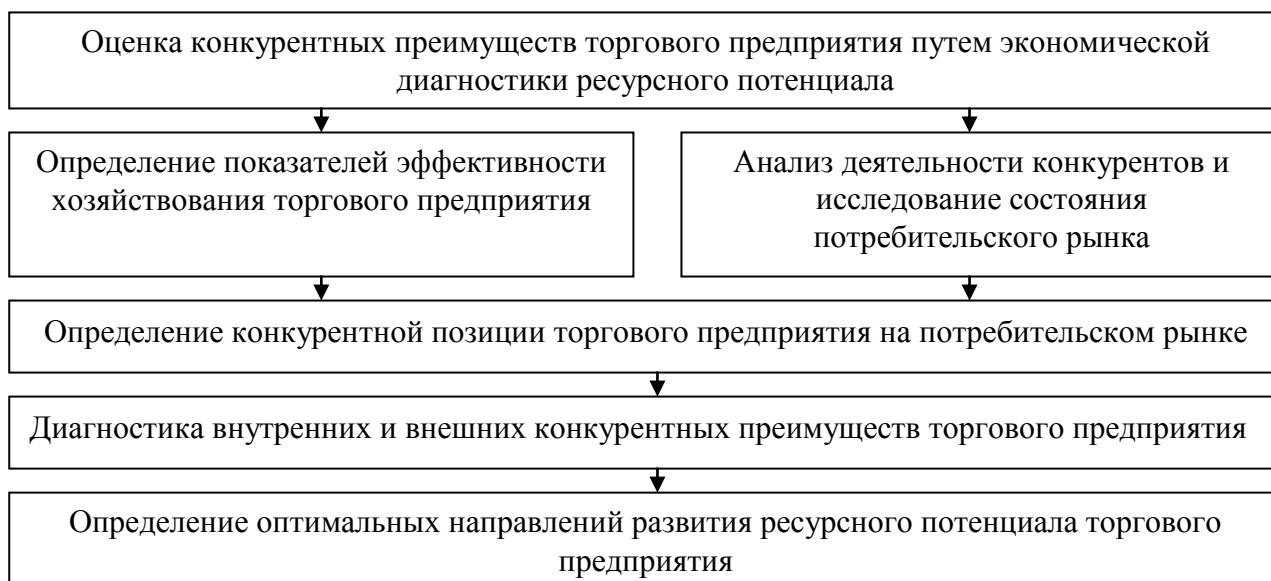 Оценка конкурентных преимуществ торгового предприятия путем экономической
диагностики ресурсного потенциала
Определение показателей эффективности
хозяйствования торгового предприятия
Анализ деятельности конкурентов и
исследование состояния
потребительского рынка
Определение конкурентной позиции торгового предприятия на потребительском рынке
Диагностика внутренних и внешних конкурентных преимуществ торгового предприятия
Определение оптимальных направлений развития ресурсного потенциала торгового
предприятия